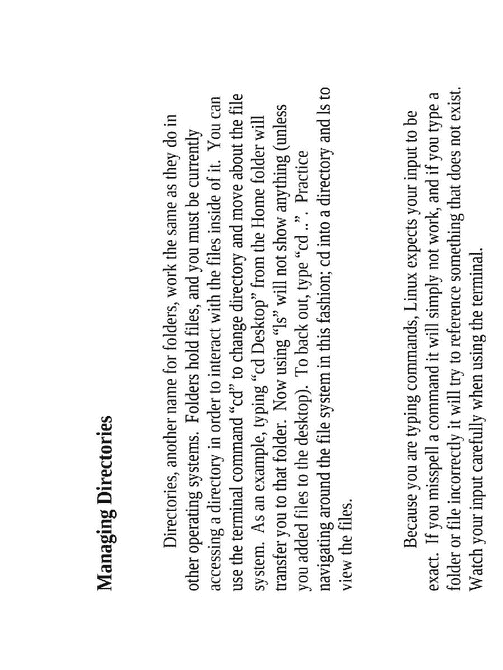 Managing Directories
Directories, another name for folders, work the same as they do in
other operating systems.  Folders hold files, and you must be currently
accessing a directory in order to interact with the files inside of it.  You can
use the terminal command “cd” to change directory and move about the file
system.  As an example, typing “cd Desktop” from the Home folder will
transfer you to that folder.  Now using “ls” will not show anything (unless
you added files to the desktop).  To back out, type “cd ..”.  Practice
navigating around the file system in this fashion; cd into a directory and ls to
view the files.
Because you are typing commands, Linux expects your input to be
exact.  If you misspell a command it will simply not work, and if you type a
folder or file incorrectly it will try to reference something that does not exist.
Watch your input carefully when using the terminal.